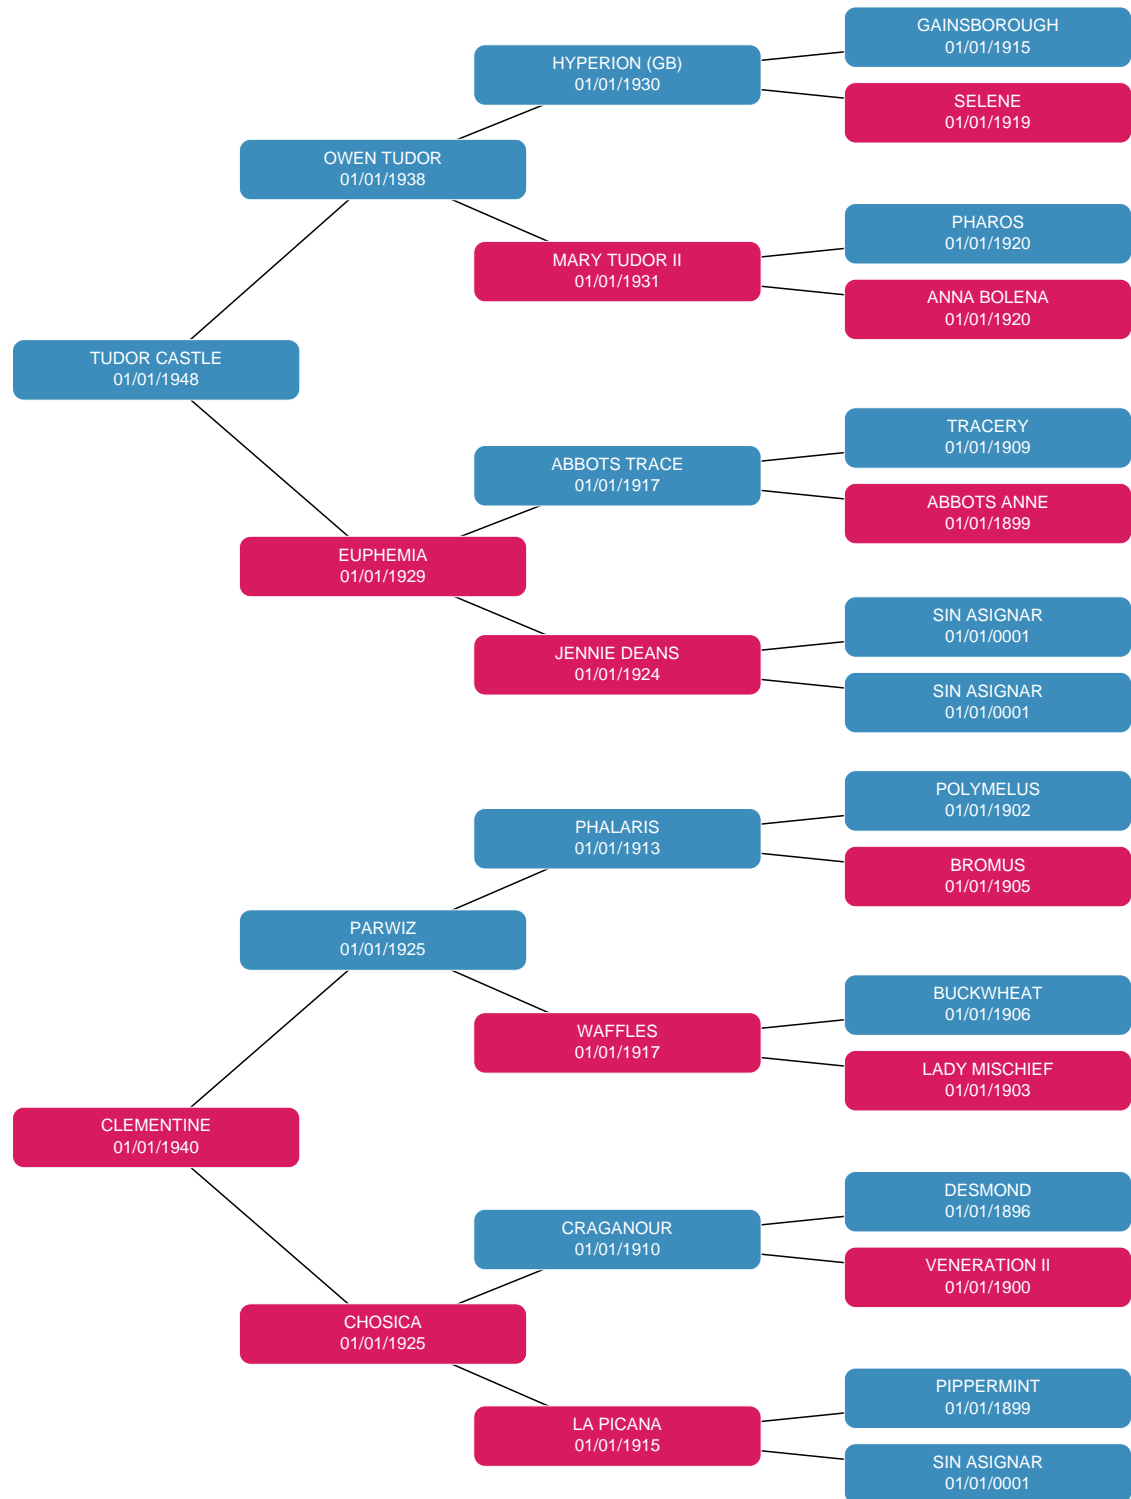 GAINSBOROUGH
01/01/1915
HYPERION (GB)
01/01/1930
SELENE
01/01/1919
OWEN TUDOR
01/01/1938
PHAROS
01/01/1920
MARY TUDOR II
01/01/1931
ANNA BOLENA
01/01/1920
TUDOR CASTLE
01/01/1948
TRACERY
01/01/1909
ABBOTS TRACE
01/01/1917
ABBOTS ANNE
01/01/1899
EUPHEMIA
01/01/1929
SIN ASIGNAR
01/01/0001
JENNIE DEANS
01/01/1924
SIN ASIGNAR
01/01/0001
POLYMELUS
01/01/1902
PHALARIS
01/01/1913
BROMUS
01/01/1905
PARWIZ
01/01/1925
BUCKWHEAT
01/01/1906
WAFFLES
01/01/1917
LADY MISCHIEF
01/01/1903
CLEMENTINE
01/01/1940
DESMOND
01/01/1896
CRAGANOUR
01/01/1910
VENERATION II
01/01/1900
CHOSICA
01/01/1925
PIPPERMINT
01/01/1899
LA PICANA
01/01/1915
SIN ASIGNAR
01/01/0001